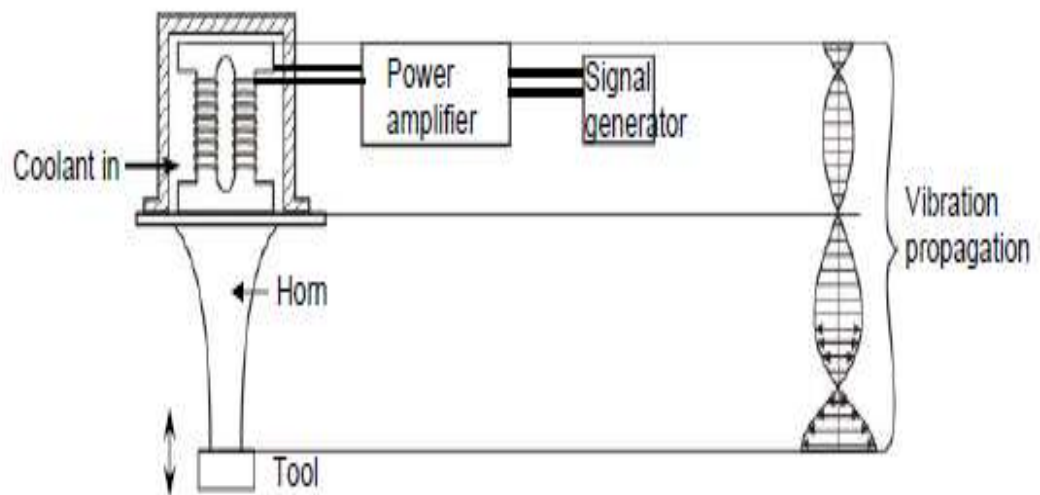 Power
amplifier
Signal
generator
Coolant in
Vibration
propagation
Horn
Tool